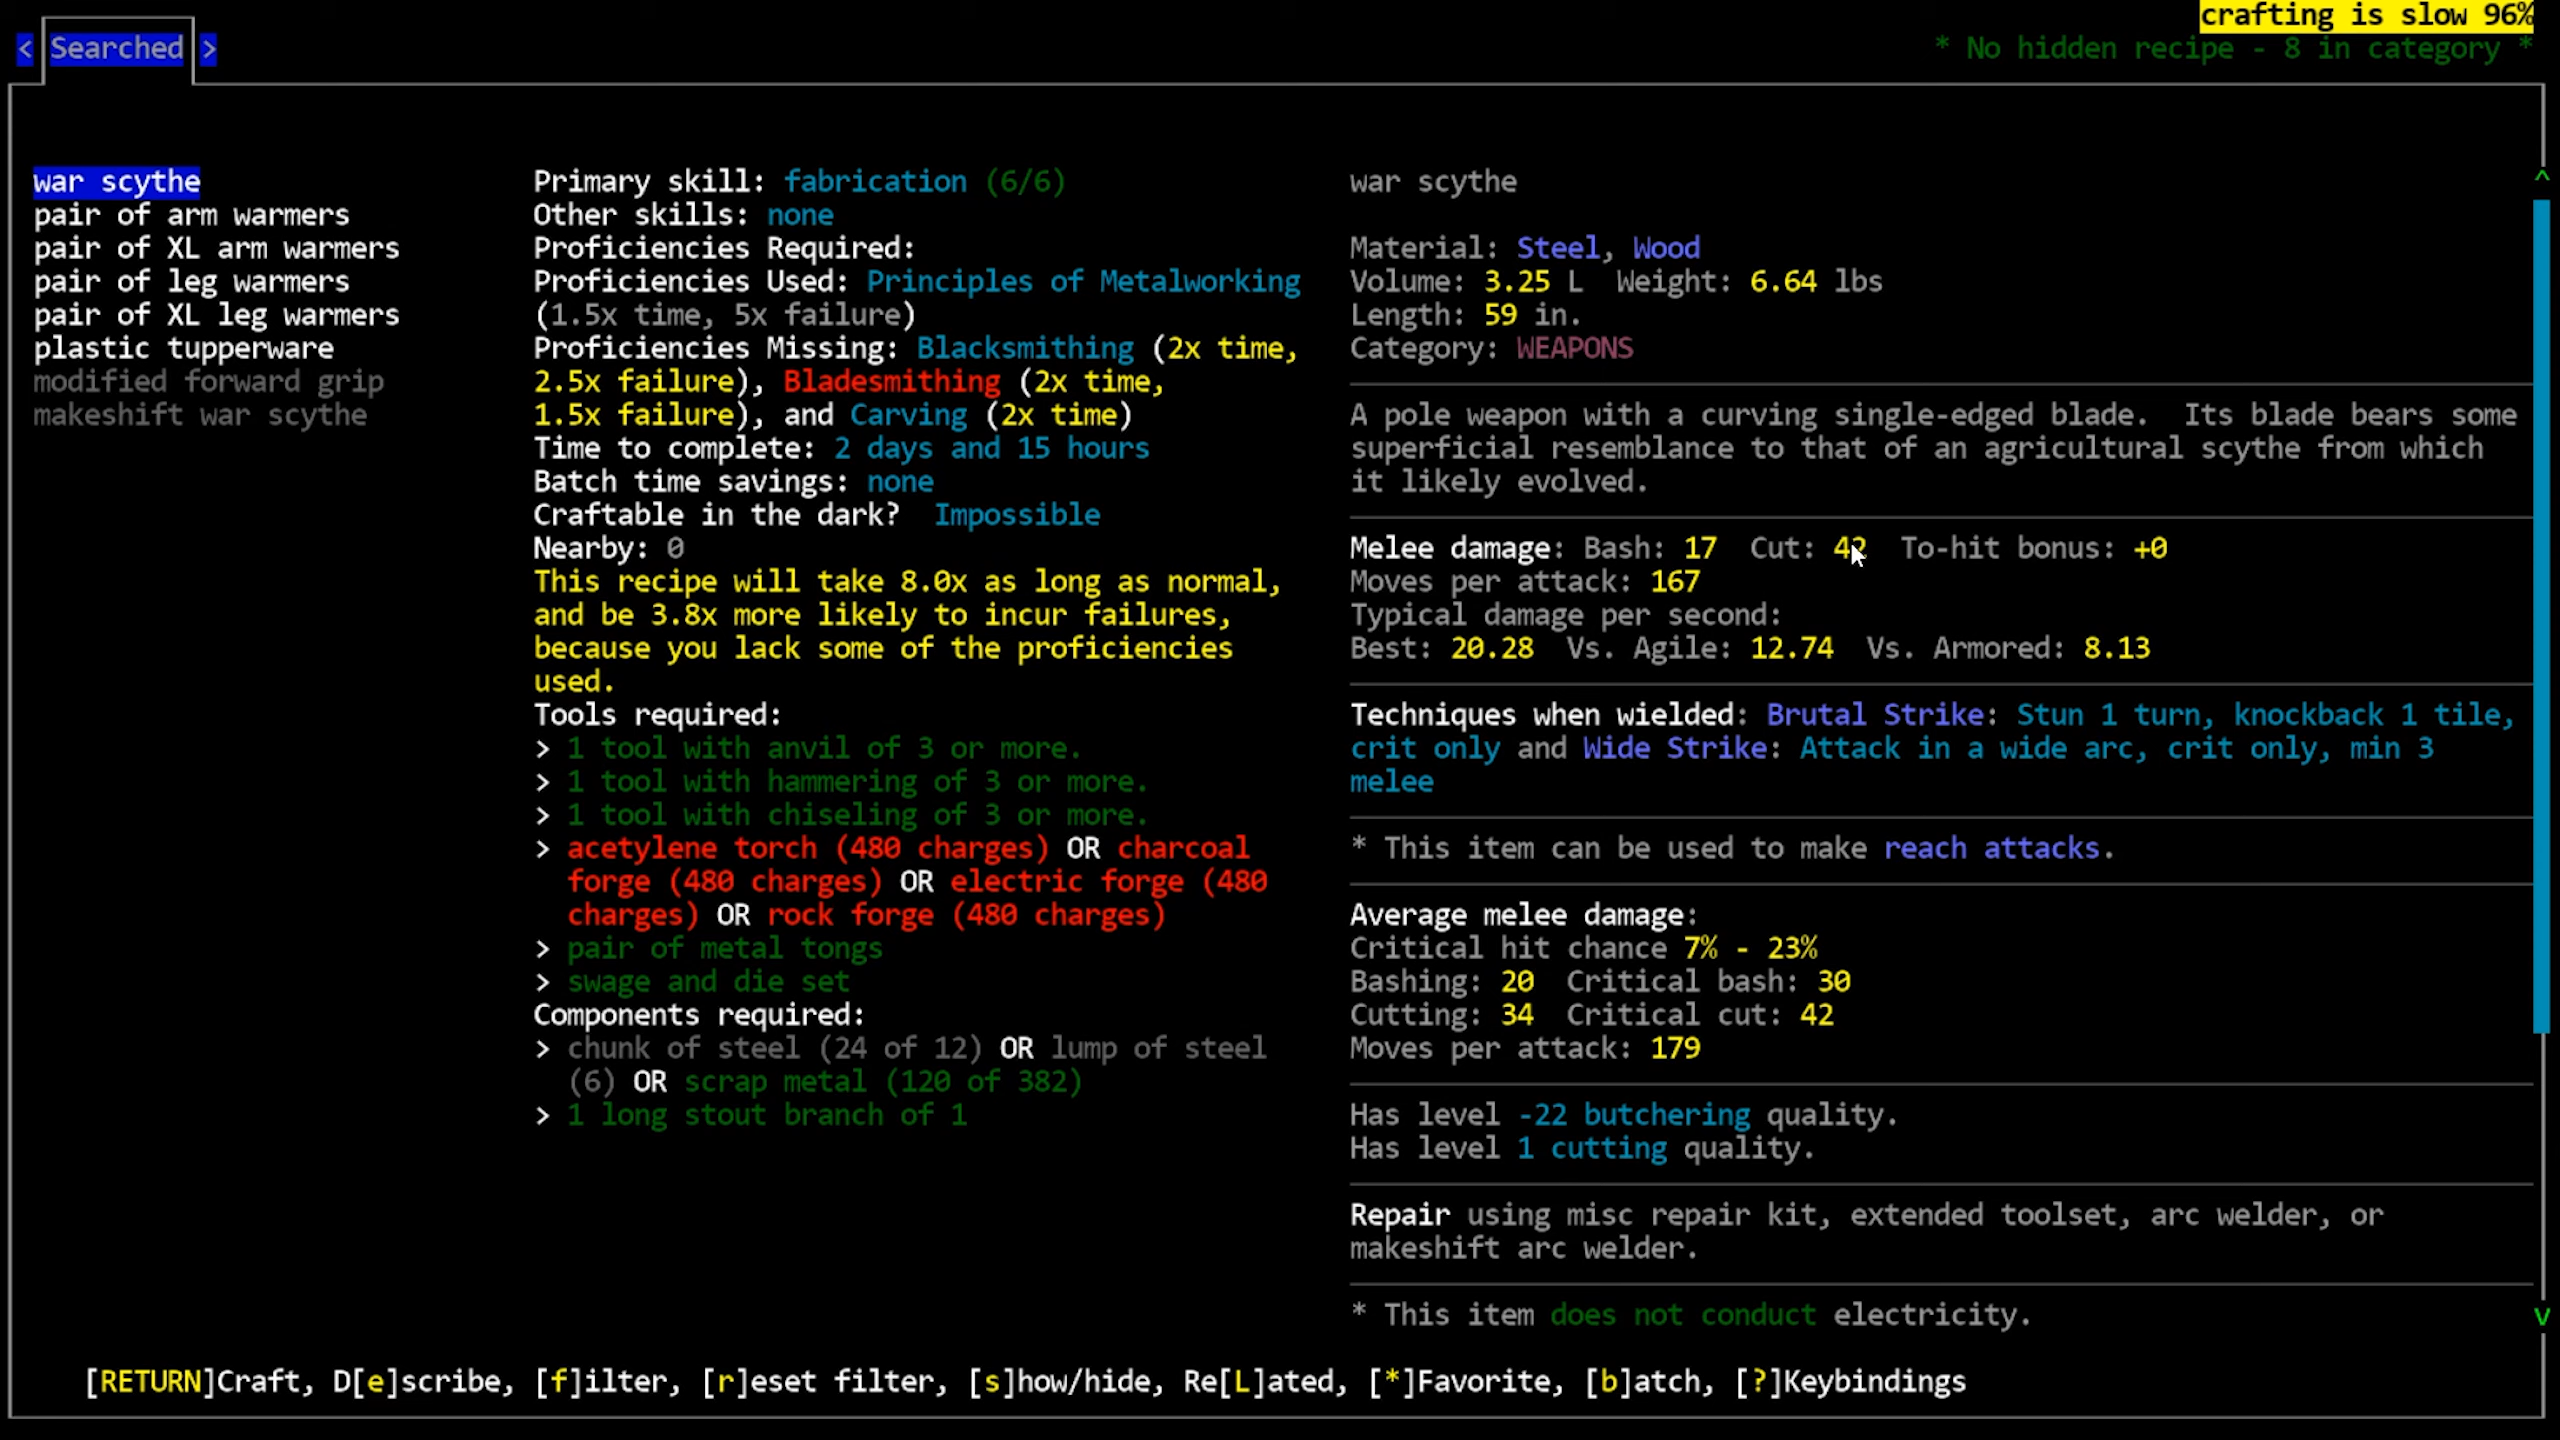 crafting is slow 96%
< Searched >
* No hidden recipe - 8 in category *
war scythe
pair of arm warmers
pair of XL arm warmers
pair of leg warmers
pair of XL leg warmers
plastic tupperware
modified forward grip
makeshift war scythe
Primary skill: fabrication (6/6)
Other skills: none
Proficiencies Required:
Proficiencies Used: Principles of Metalworking
(1.5x time, 5x failure)
Proficiencies Missing: Blacksmithing (2x time,
2.5x failure), Bladesmithing (2x time,
1.5x failure), and Carving (2x time)
Time to complete: 2 days and 15 hours
Batch time savings: none
Craftable in the dark?  Impossible
Nearby: 0
This recipe will take 8.0x as long as normal,
and be 3.8x more likely to incur failures,
because you lack some of the proficiencies
used.
Tools required:
> 1 tool with anvil of 3 or more.
> 1 tool with hammering of 3 or more.
> 1 tool with chiseling of 3 or more.
> acetylene torch (480 charges) OR charcoal
forge (480 charges) OR electric forge (480
charges) OR rock forge (480 charges)
> pair of metal tongs
> swage and die set
Components required:
> chunk of steel (24 of 12) OR lump of steel
(6) OR scrap metal (120 of 382)
> 1 long stout branch of 1
war scythe
Material: Steel, Wood
Volume: 3.25 L  Weight: 6.64 lbs
Length: 59 in.
Category: WEAPONS
A pole weapon with a curving single-edged blade.  Its blade bears some
superficial resemblance to that of an agricultural scythe from which
it likely evolved.
Melee damage: Bash: 17  Cut: 42  To-hit bonus: +0
Moves per attack: 167
Typical damage per second:
Best: 20.28  Vs. Agile: 12.74  Vs. Armored: 8.13
Techniques when wielded: Brutal Strike: Stun 1 turn, knockback 1 tile,
crit only and Wide Strike: Attack in a wide arc, crit only, min 3
melee
* This item can be used to make reach attacks.
Average melee damage:
Critical hit chance 7% - 23%
Bashing: 20  Critical bash: 30
Cutting: 34  Critical cut: 42
Moves per attack: 179
Has level -22 butchering quality.
Has level 1 cutting quality.
Repair using misc repair kit, extended toolset, arc welder, or
makeshift arc welder.
* This item does not conduct electricity.
[RETURN]Craft, D[e]scribe, [f]ilter, [r]eset filter, [s]how/hide, Re[L]ated, [*]Favorite, [b]atch, [?]Keybindings